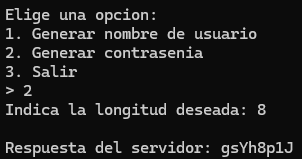 Elige una opcion:
1. Generar nombre de usuario
2. Generar contrasenia
3. Salir
> 2
Indica la longitud deseada: 8
Respuesta del servidor: gsYh8p1J